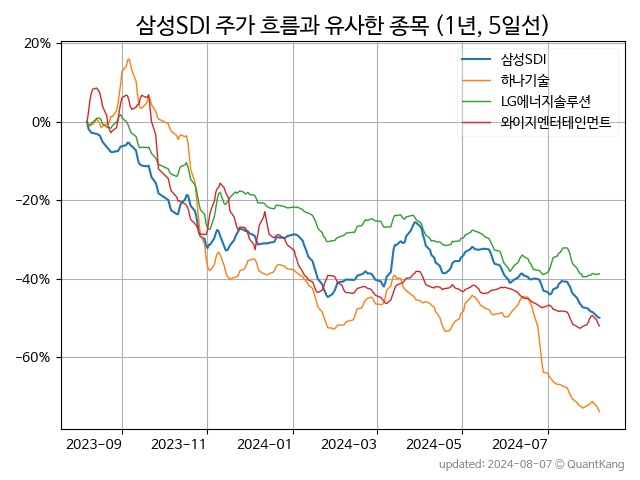 삼성SDI 주가 흐름과 유사한 종목 (1년, 5일선)
20%
0%
−20%
−40%
−60%
삼성SDI
하나기술
LG에너지솔루션
와이지엔터테인먼트
2023-09
2023-11
2024-01
2024-03
2024-05
2024-07
updated: 2024-08-07 © QuantKang